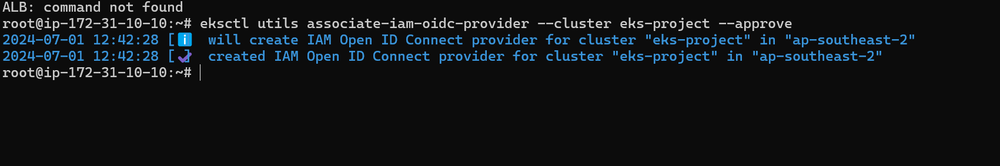 ALB: command not found
root@ip-172-31-10-10:~# eksctl utils associate-iam-oidc-provider --cluster eks-project --approve
2024-07-01 12:42:28 [ℹ]  will create IAM Open ID Connect provider for cluster "eks-project" in "ap-southeast-2"
2024-07-01 12:42:28 [✔]  created IAM Open ID Connect provider for cluster "eks-project" in "ap-southeast-2"
root@ip-172-31-10-10:~#